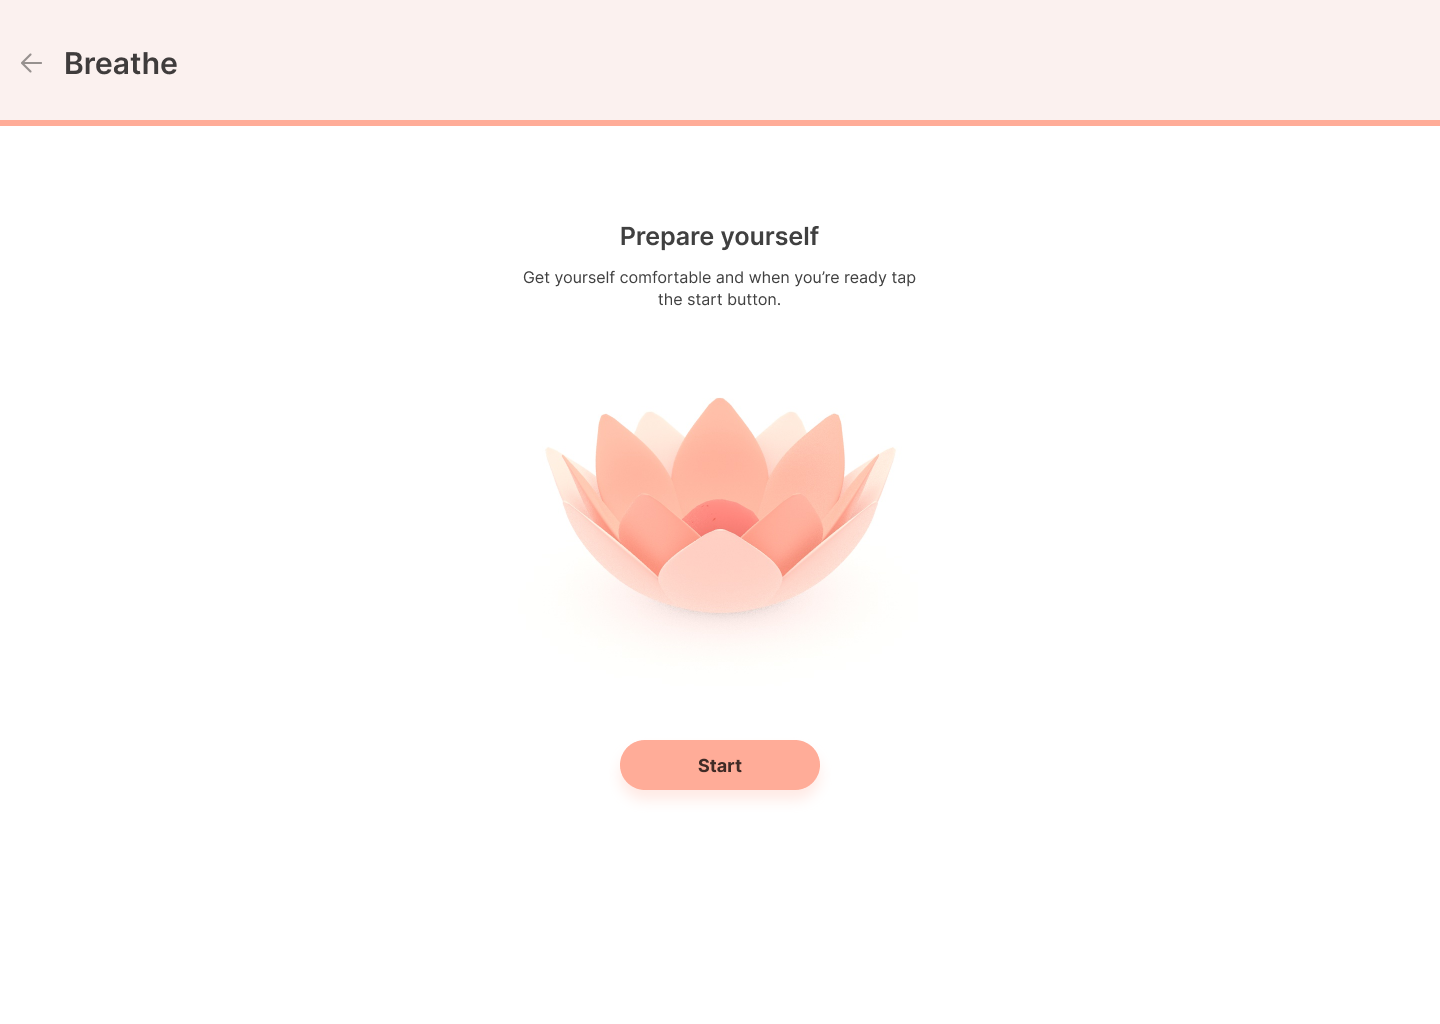 Breathe
Prepare yourself
Get yourself comfortable and when you’re ready tap
the start button.
Start